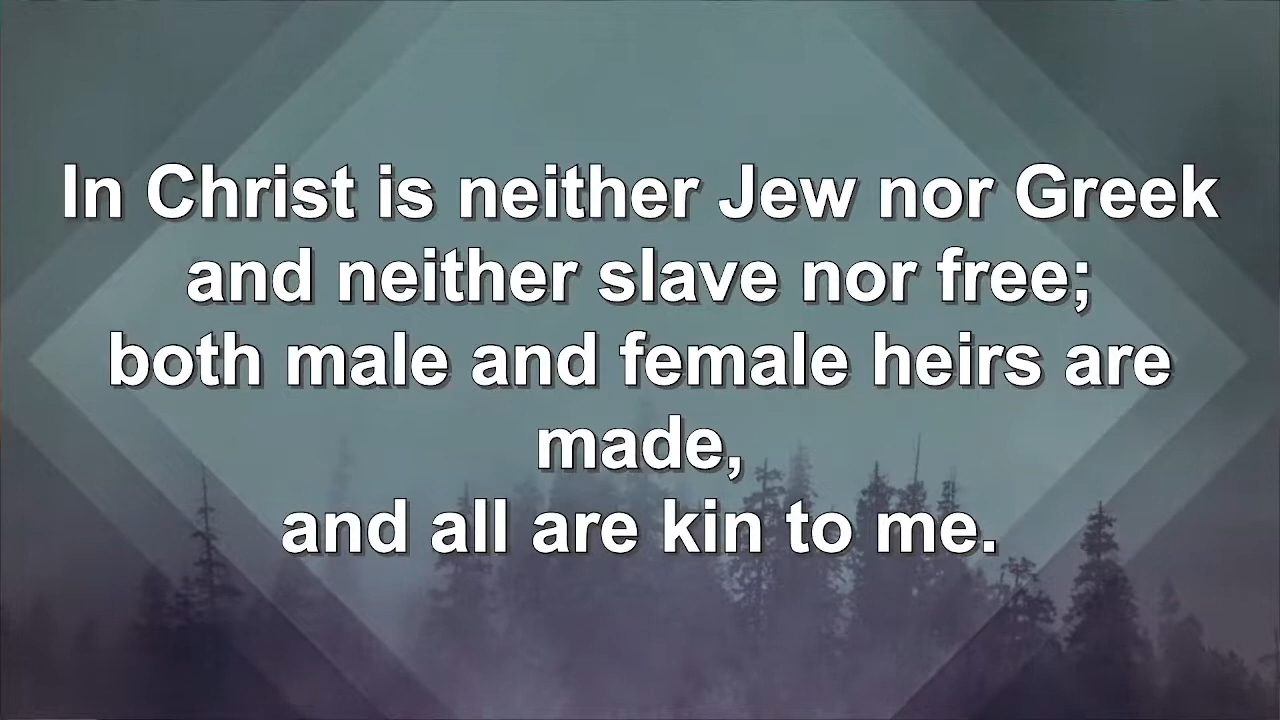 In Christ is neither Jew nor Greek
and neither slave nor free;
both male and female heirs are
made,
and all are kin to me.